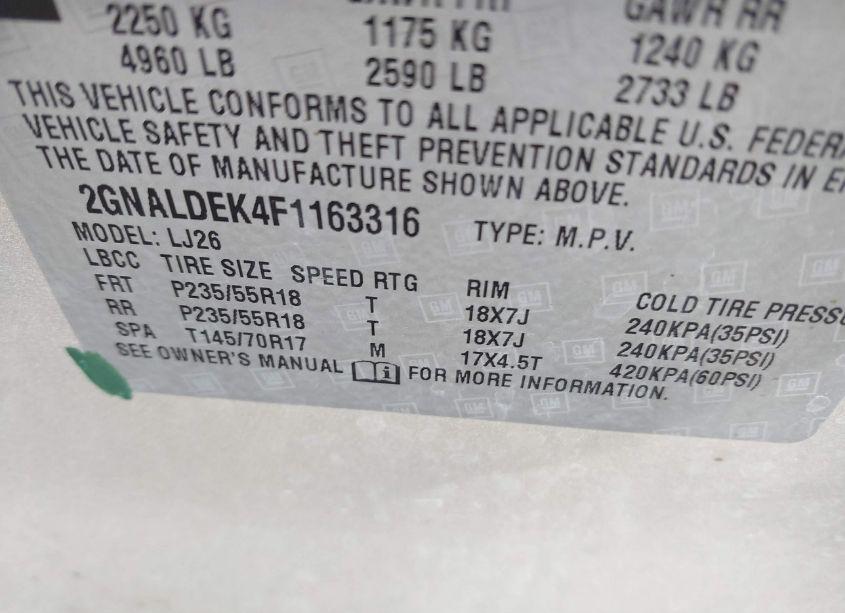 GAWR RR
2250 KG 1175 KG 1240 KG
4960 LB 2590 LB 2733 LB
THIS VEHICLE CONFORMS TO ALL APPLICABLE U.S. FEDERA
VEHICLE SAFETY AND THEFT PREVENTION STANDARDS IN E
THE DATE OF MANUFACTURE SHOWN ABOVE.
2GNALDEK4F1163316 TYPE: M.P.V.
MODEL: LJ26
LBCC TIRE SIZE SPEED RTG RIM COLD TIRE PRESSU
FRT P235/55R18 T 18X7J 240KPA(35PSI)
RR P235/55R18 T 18X7J 240KPA(35PSI)
SPA T145/70R17 M 17X4.5T 420KPA(60PSI)
SEE OWNER'S MANUAL i FOR MORE INFORMATION.